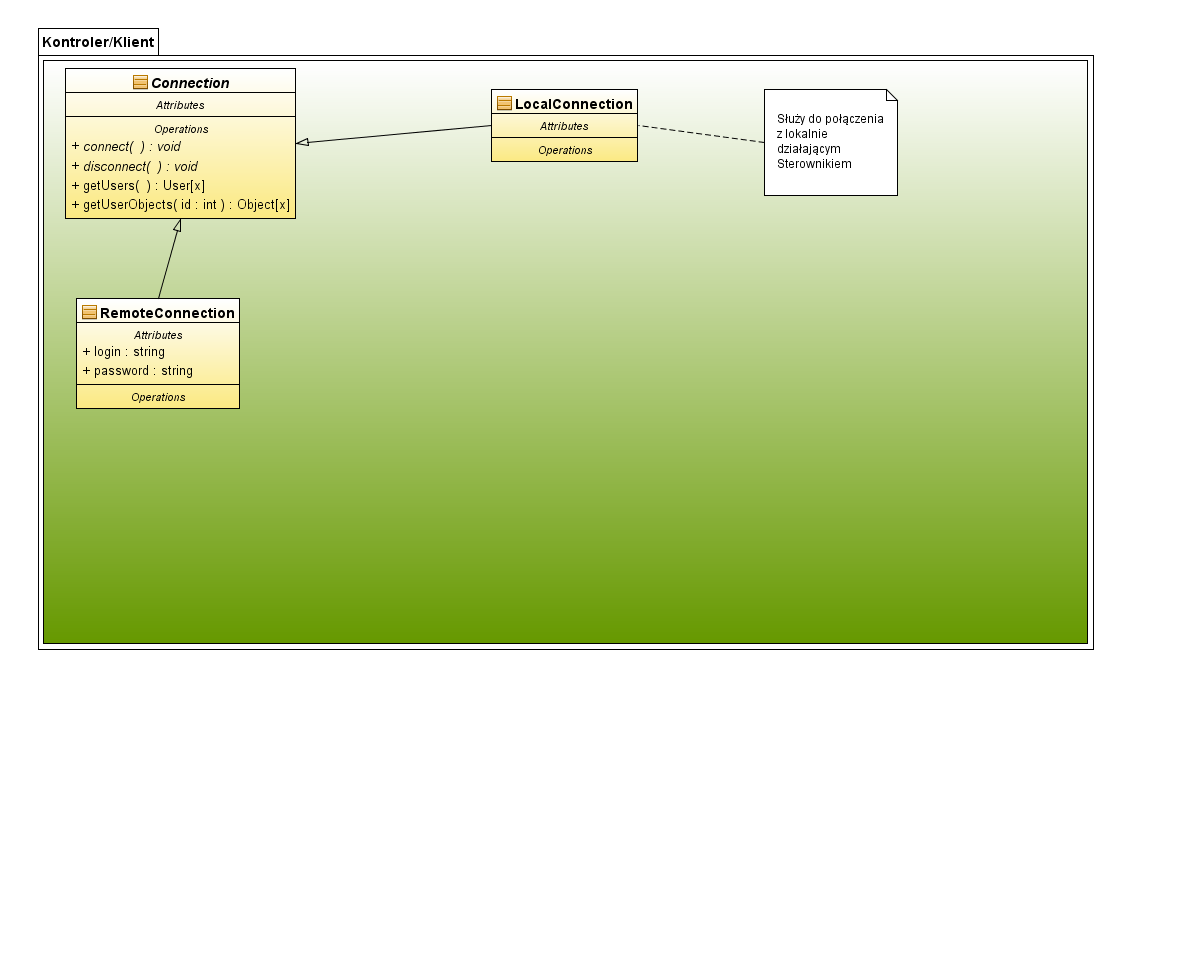 Kontroler/Klient
Connection
Attributes
Operations
+ connect(  ) : void
+ disconnect(  ) : void
+ getUsers(  ) : User[x]
+ getUserObjects( id : int ) : Object[x]
LocalConnection
Attributes
Operations
Służy do połączenia
z lokalnie
działającym
Sterownikiem
RemoteConnection
Attributes
+ login : string
+ password : string
Operations